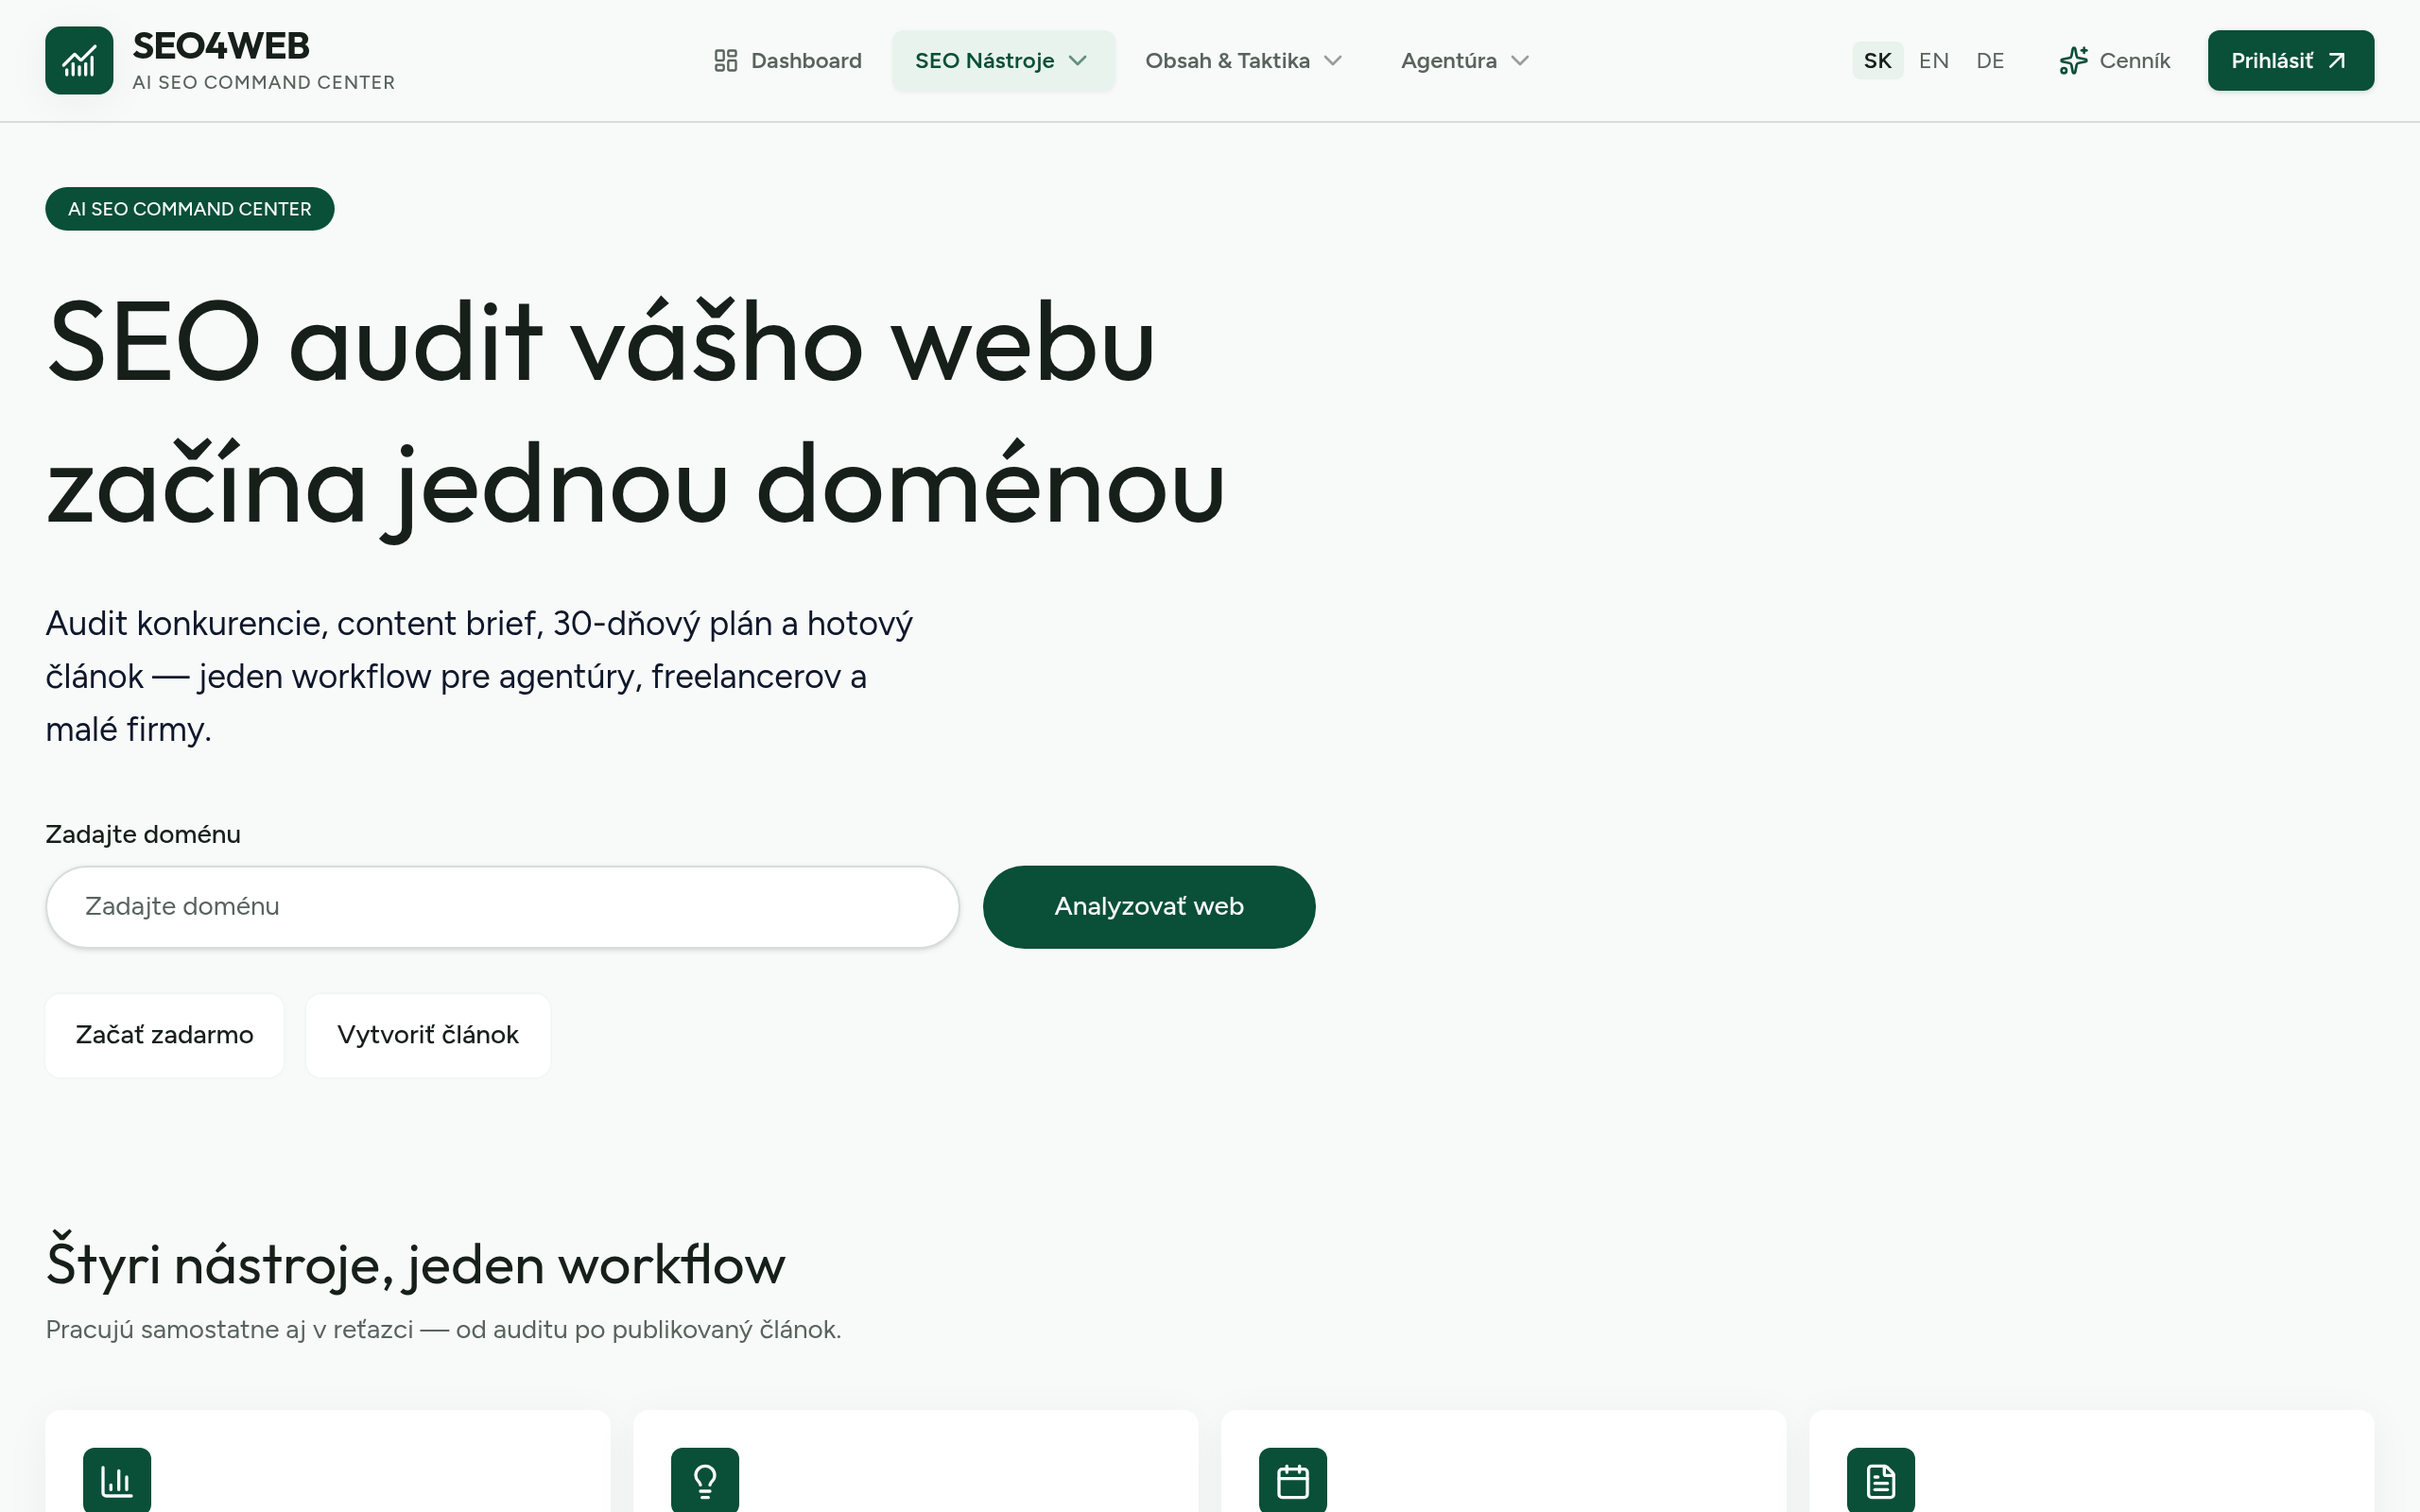 SEO4WEB
AI SEO COMMAND CENTER
Dashboard
SEO Nástroje
Obsah & Taktika
Agentúra
SK
EN
DE
Cenník
Prihlásiť
AI SEO COMMAND CENTER
SEO audit vášho webu
začína jednou doménou
Audit konkurencie, content brief, 30-dňový plán a hotový
článok — jeden workflow pre agentúry, freelancerov a
malé firmy.
Zadajte doménu
Zadajte doménu
Analyzovať web
Začať zadarmo
Vytvoriť článok
Štyri nástroje, jeden workflow
Pracujú samostatne aj v reťazci — od auditu po publikovaný článok.